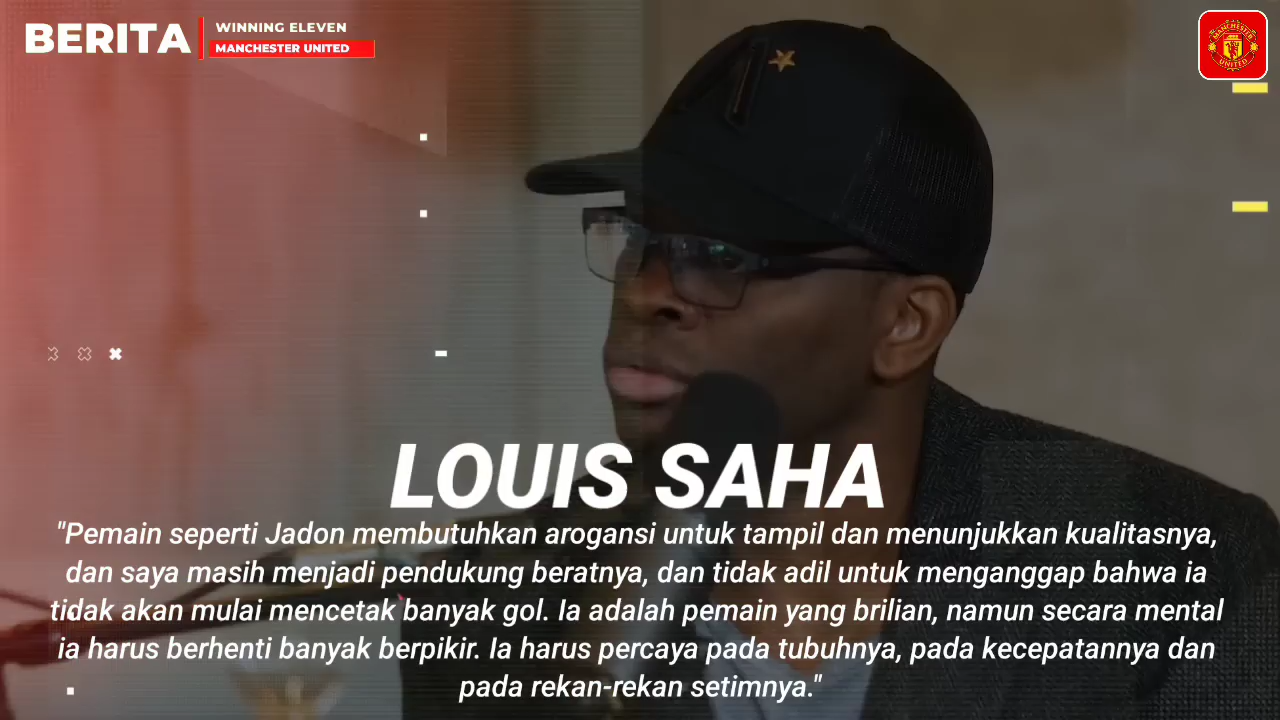 BERITA
WINNING ELEVEN
MANCHESTER UNITED
MANCHESTER
UNITED
LOUIS SAHA
"Pemain seperti Jadon membutuhkan arogansi untuk tampil dan menunjukkan kualitasnya,
dan saya masih menjadi pendukung beratnya, dan tidak adil untuk menganggap bahwa ia
tidak akan mulai mencetak banyak gol. Ia adalah pemain yang brilian, namun secara mental
ia harus berhenti banyak berpikir. Ia harus percaya pada tubuhnya, pada kecepatannya dan
pada rekan-rekan setimnya."